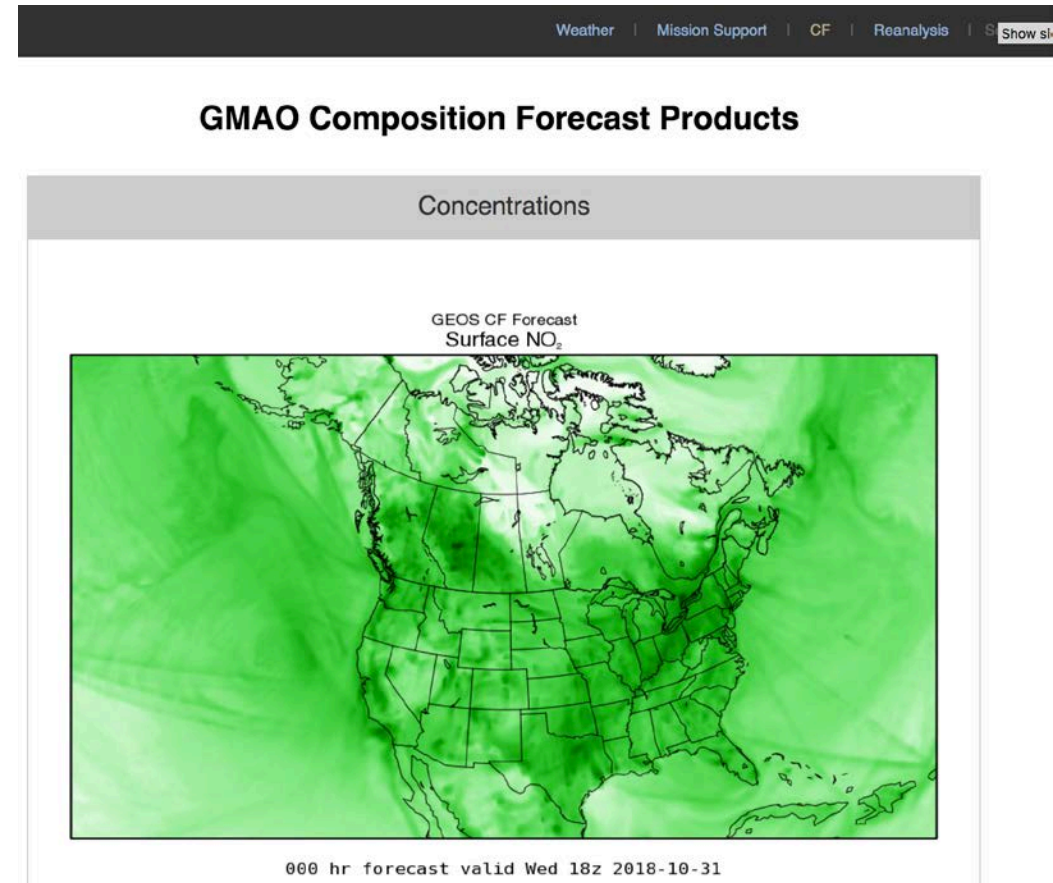 Weather | Mission Support | CF | Reanalysis | S
Show sl
GMAO Composition Forecast Products
Concentrations
GEOS CF Forecast
Surface NO₂
000 hr forecast valid Wed 18z 2018-10-31